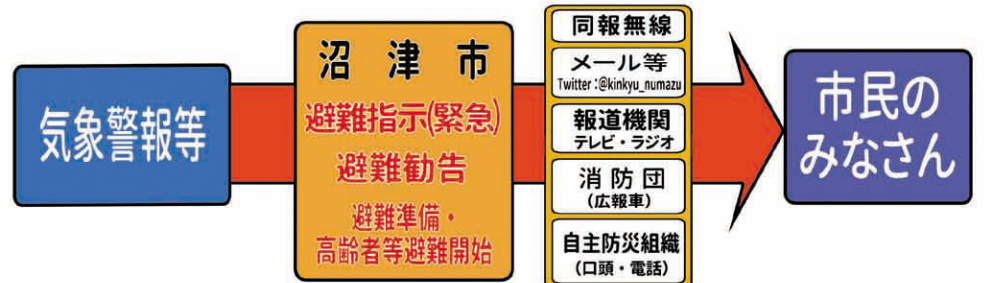 気象警報等
沼津市
避難指示(緊急)
避難勧告
避難準備・
高齢者等避難開始
同報無線
メール等
Twitter:@kinkyu_numazu
報道機関
テレビ・ラジオ
消防団
(広報車)
自主防災組織
(口頭・電話)
市民の
みなさん